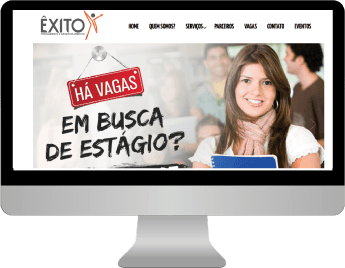 ÊXITO
HOME QUEM SOMOS? SERVIÇOS PARCEIROS VAGAS CONTATO EVENTOS
HÁ VAGAS
EM BUSCA
DE ESTÁGIO?